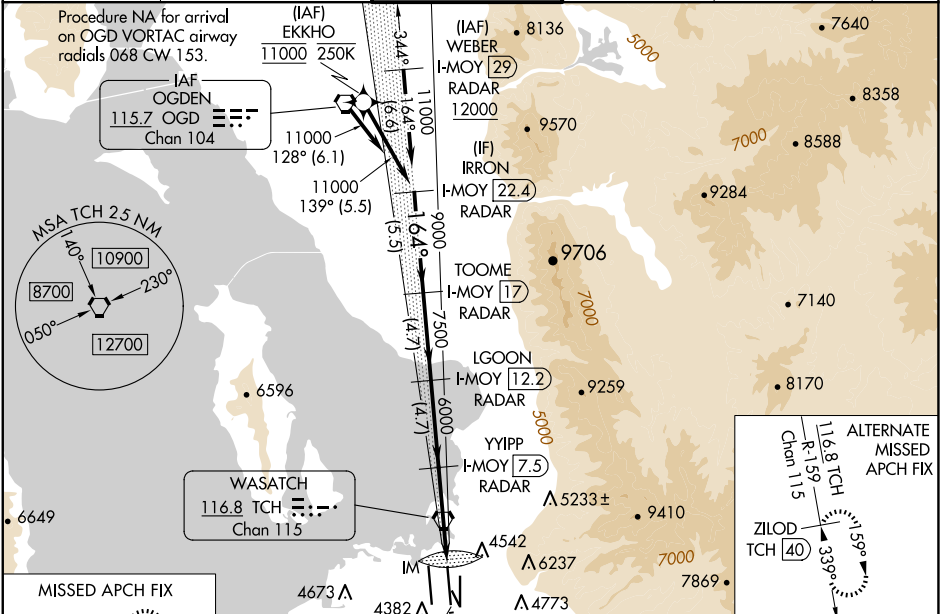 Procedure NA for arrival
on OGD VORTAC airway
radials 068 CW 153.
(IAF)
EKKHO
11000 250K
IAF
OGDEN
115.7 OGD
Chan 104
11000
128° (6.1)
11000
139° (5.5)
344°
164°
(6.6)
11000
(IAF)
WEBER
I-MOY 29
RADAR
12000
(IF)
IRRON
I-MOY 22.4
RADAR
164°
(5.5)
9000
TOOME
I-MOY 17
RADAR
(4.7)
7500
LGOON
I-MOY 12.2
RADAR
(4.7)
6000
YYIPP
I-MOY 7.5
RADAR
MSA TCH 25 NM
140°
10900
8700
230°
050°
12700
WASATCH
116.8 TCH
Chan 115
IM
8136
5000
7640
8358
9570
7000
8588
9284
9706
7000
7140
6596
9259
8170
5000
5233±
9410
6649
4542
6237
7000
7869
4673
4382
4773
MISSED APCH FIX
ALTERNATE
MISSED
APCH FIX
116.8 TCH
R-159
Chan 115
ZILOD
TCH 40
159°
339°